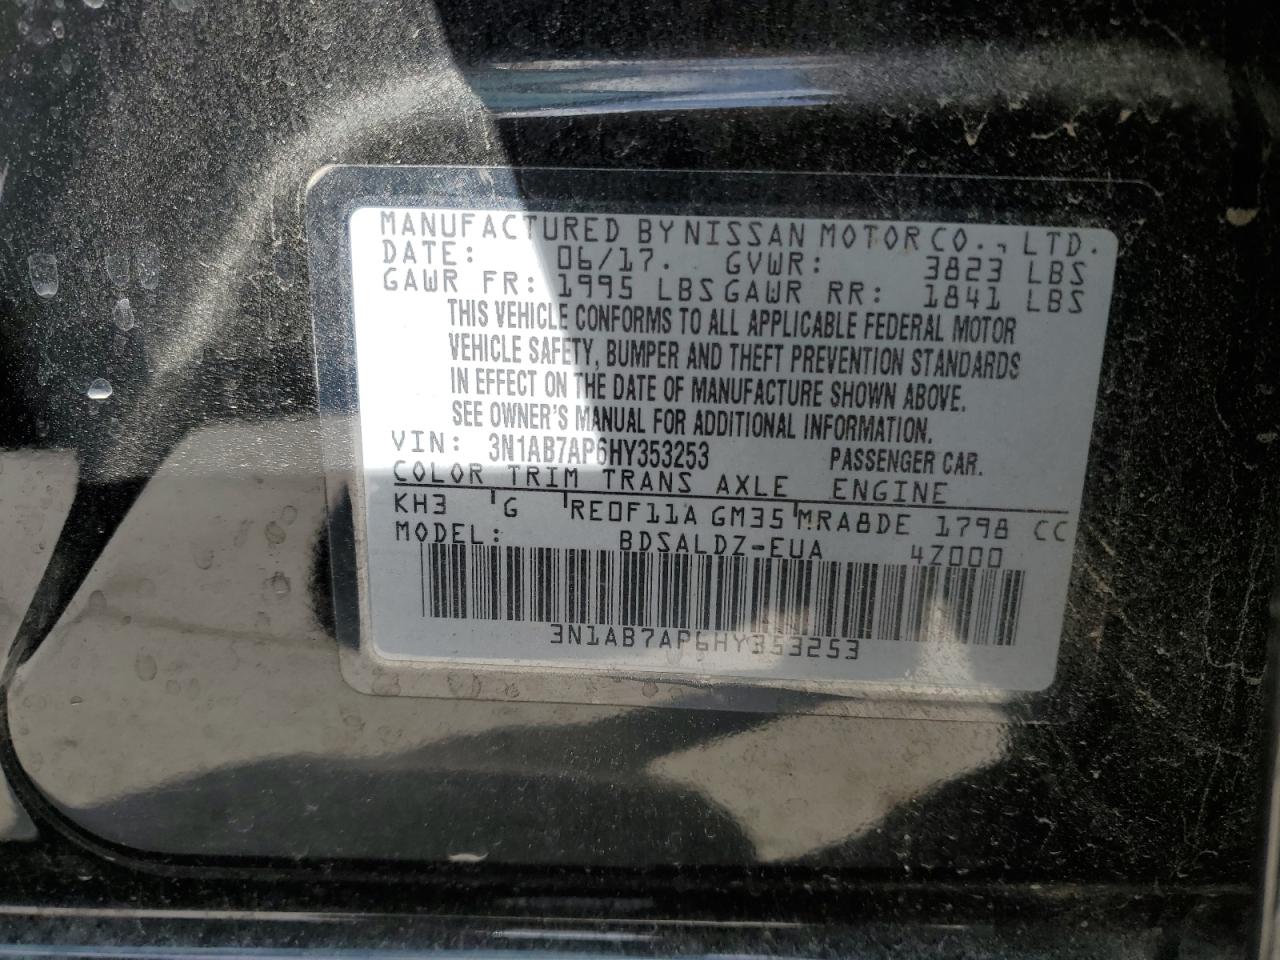 MANUFACTURED BY NISSAN MOTOR CO., LTD.
DATE: 06/17. GVWR: 3823 LBS
GAWR FR: 1995 LBS GAWR RR: 1841 LBS
THIS VEHICLE CONFORMS TO ALL APPLICABLE FEDERAL MOTOR
VEHICLE SAFETY, BUMPER AND THEFT PREVENTION STANDARDS
IN EFFECT ON THE DATE OF MANUFACTURE SHOWN ABOVE.
SEE OWNER'S MANUAL FOR ADDITIONAL INFORMATION.
VIN: 3N1AB7AP6HY353253 PASSENGER CAR.
COLOR TRIM TRANS AXLE ENGINE
KH3 G RE0F11A GM35 MRA8DE 1798 CC
MODEL: BDSALDZ-EUA 4Z000
3N1AB7AP6HY353253